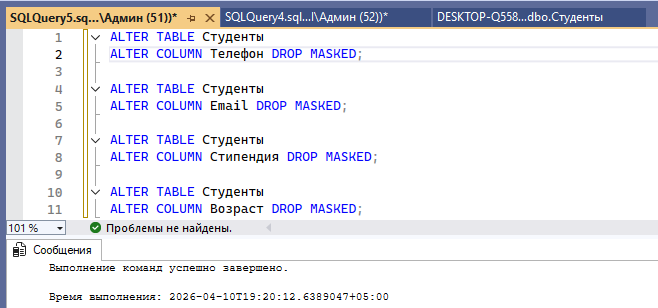 SQLQuery5.sq...\Админ (51))*
SQLQuery4.sql...I\Админ (52))*
DESKTOP-Q558...dbo.Студенты
1 ALTER TABLE Студенты
2 ALTER COLUMN Телефон DROP MASKED;
3
4 ALTER TABLE Студенты
5 ALTER COLUMN Email DROP MASKED;
6
7 ALTER TABLE Студенты
8 ALTER COLUMN Стипендия DROP MASKED;
9
10 ALTER TABLE Студенты
11 ALTER COLUMN Возраст DROP MASKED;
101 %
Проблемы не найдены.
Сообщения
Выполнение команд успешно завершено.
Время выполнения: 2026-04-10T19:20:12.6389047+05:00